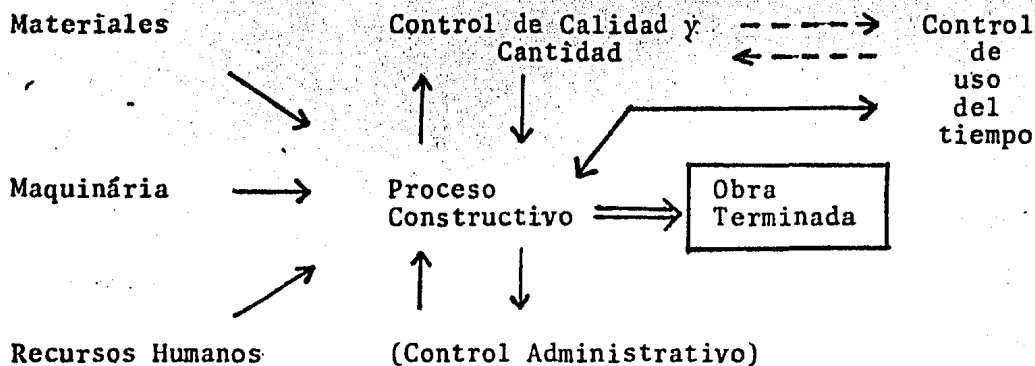 Materiales
Control de Calidad y
Cantidad
Control
de
uso
del
tiempo
Maquinária
Proceso
Constructivo
Obra
Terminada
Recursos Humanos
(Control Administrativo)